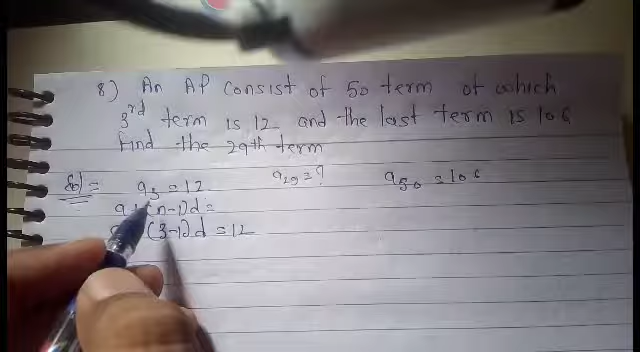 8) An AP consist of 50 term of which
3rd term is 12 and the last term is 106
Find the 29th term
Sol = a3 = 12 a29 = ? a50 = 106
(n-1)d =
(3-1)d = 12